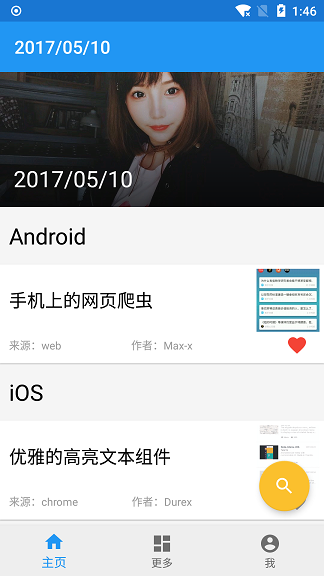 1:46
2017/05/10
2017/05/10
Android
手机上的网页爬虫
来源：web 作者：Max-x
iOS
优雅的高亮文本组件
来源：chrome 作者：Durex
主页 更多 我